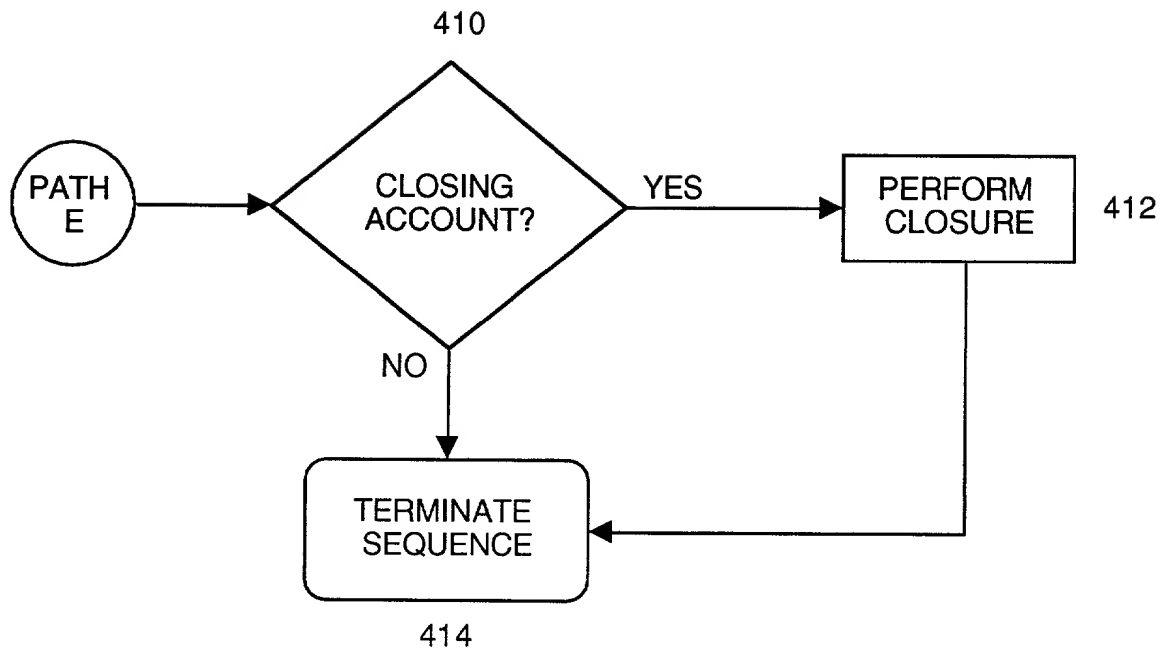 410
PATH
E
CLOSING
ACCOUNT?
YES
PERFORM
CLOSURE
412
NO
TERMINATE
SEQUENCE
414